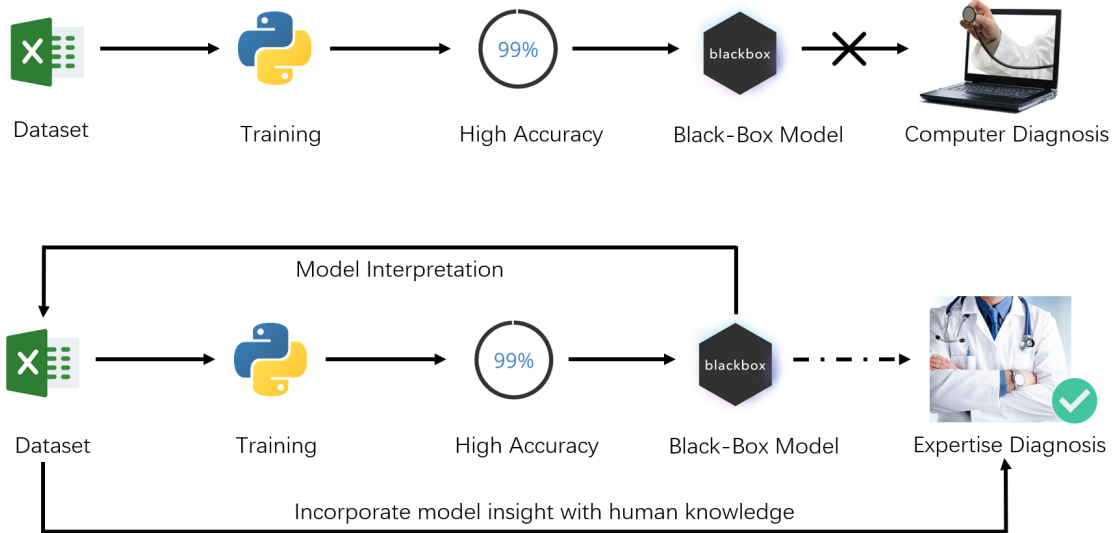 X
99%
blackbox
Dataset
Training
High Accuracy
Black-Box Model
Computer Diagnosis
Model Interpretation
X
99%
blackbox
Dataset
Training
High Accuracy
Black-Box Model
Expertise Diagnosis
Incorporate model insight with human knowledge